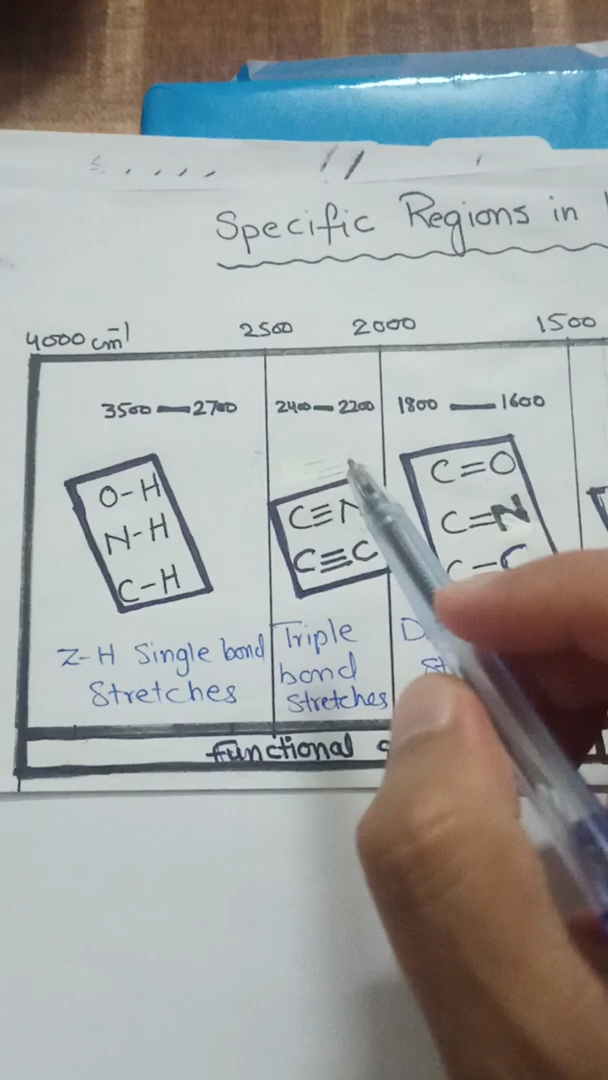 Specific Regions in
4000 cm⁻¹ 2500 2000 1500
3500 — 2700 2400 — 2200 1800 — 1600
O-H
N-H
C-H
C≡N
C≡C
C=O
C=N
Z-H Single bond
Stretches
Triple
bond
Stretches
functional